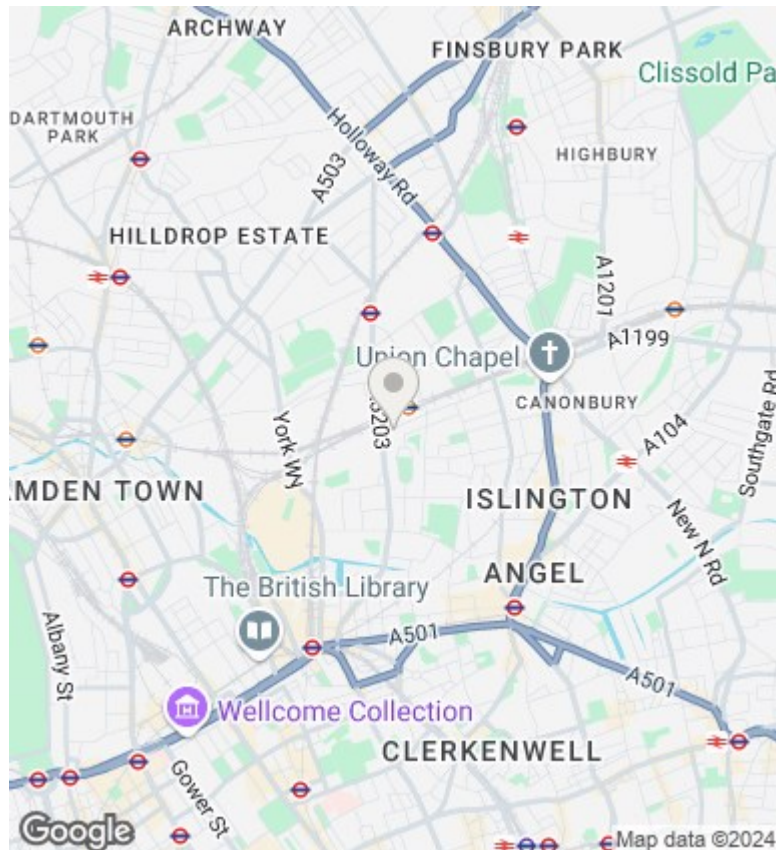 ARCHWAY
FINSBURY PARK
Clissold Pa
DARTMOUTH
PARK
Holloway Rd
A503
HIGHBURY
HILLDROP ESTATE
A1201
A1199
Union Chapel
CANONBURY
York Wy
A104
Southgate Rd
AMDEN TOWN
ISLINGTON
New N Rd
ANGEL
The British Library
Albany St
A501
A501
Wellcome Collection
CLERKENWELL
Gower St
Google
Map data ©2024